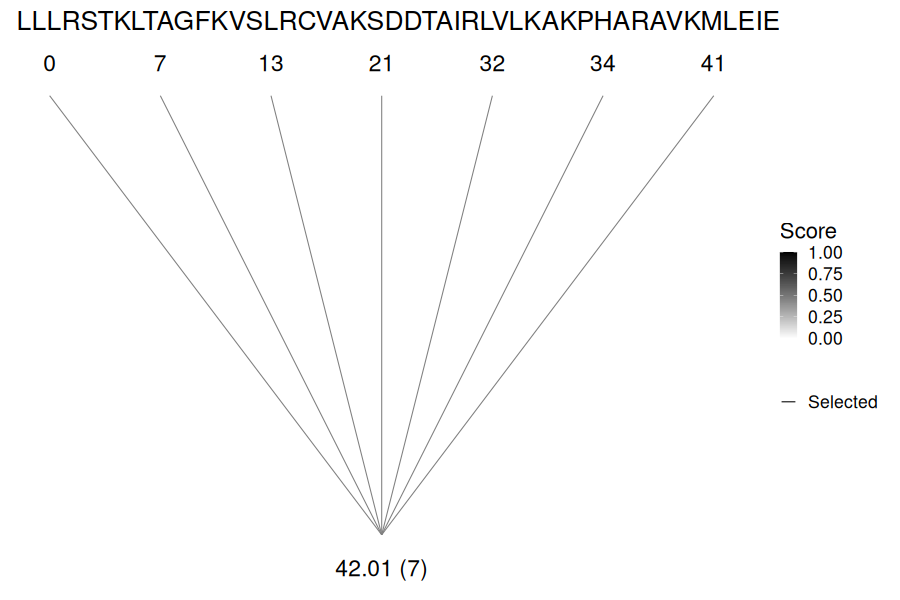 LLLRSTKLTAGFKVSLRCVAKSDDTAIRLVLKAKPHARAVKMLEIE
0 7 13 21 32 34 41
Score
1.00
0.75
0.50
0.25
0.00
Selected
42.01 (7)